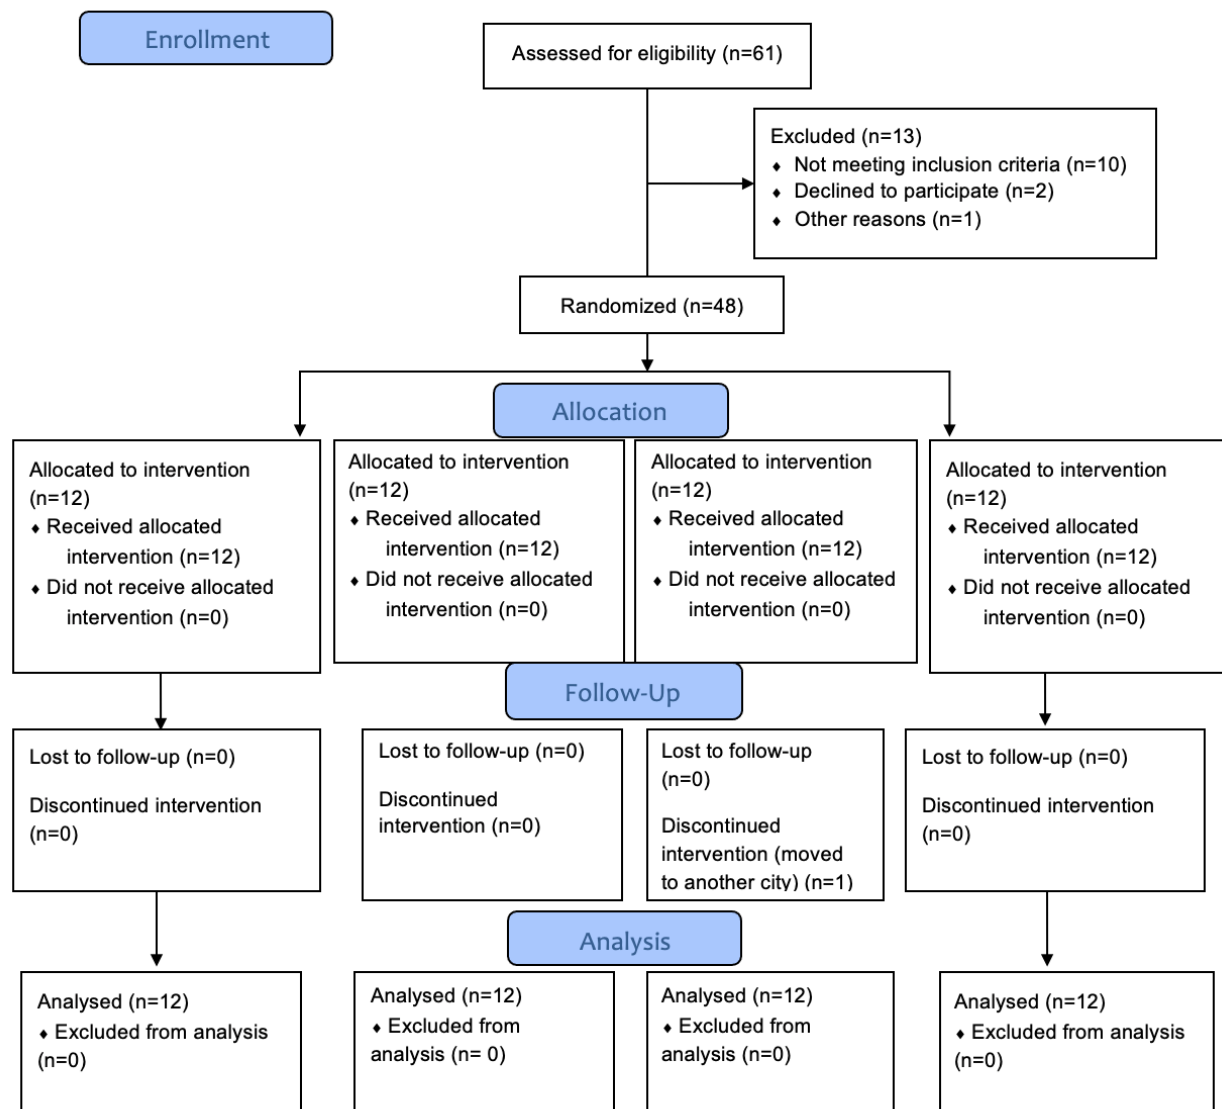 Enrollment
Assessed for eligibility (n=61)
Excluded (n=13)
♦ Not meeting inclusion criteria (n=10)
♦ Declined to participate (n=2)
♦ Other reasons (n=1)
Randomized (n=48)
Allocation
Allocated to intervention
(n=12)
♦ Received allocated
intervention (n=12)
♦ Did not receive allocated
intervention (n=0)
Allocated to intervention
(n=12)
♦ Received allocated
intervention (n=12)
♦ Did not receive allocated
intervention (n=0)
Allocated to intervention
(n=12)
♦ Received allocated
intervention (n=12)
♦ Did not receive allocated
intervention (n=0)
Allocated to intervention
(n=12)
♦ Received allocated
intervention (n=12)
♦ Did not receive allocated
intervention (n=0)
Follow-Up
Lost to follow-up (n=0)
Discontinued intervention
(n=0)
Lost to follow-up (n=0)
Discontinued
intervention (n=0)
Lost to follow-up
(n=0)
Discontinued
intervention (moved
to another city) (n=1)
Lost to follow-up (n=0)
Discontinued intervention
(n=0)
Analysis
Analysed (n=12)
♦ Excluded from analysis
(n=0)
Analysed (n=12)
♦ Excluded from
analysis (n= 0)
Analysed (n=12)
♦ Excluded from
analysis (n=0)
Analysed (n=12)
♦ Excluded from analysis
(n=0)